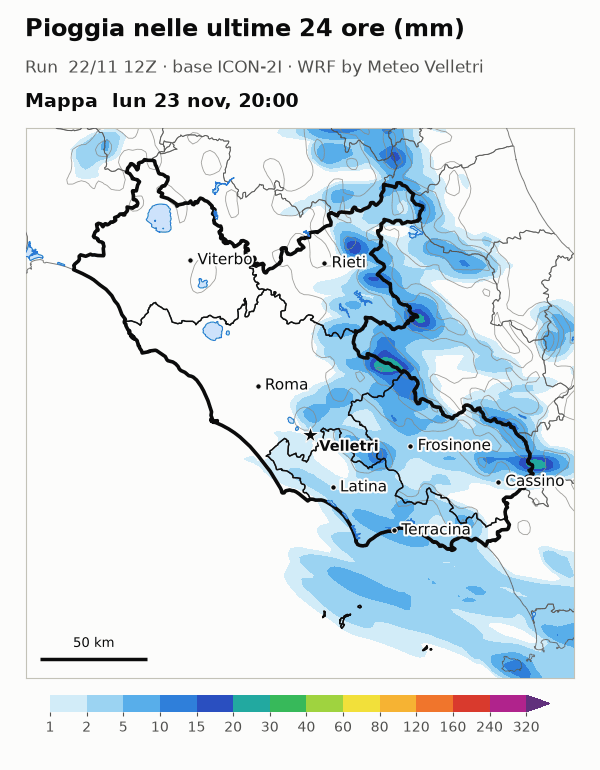 Pioggia nelle ultime 24 ore (mm)
Run 22/11 12Z · base ICON-2I · WRF by Meteo Velletri
Mappa lun 23 nov, 20:00
Viterbo
Rieti
Roma
Velletri
Frosinone
Latina
Cassino
Terracina
50 km
1 2 5 10 15 20 30 40 60 80 120 160 240 320